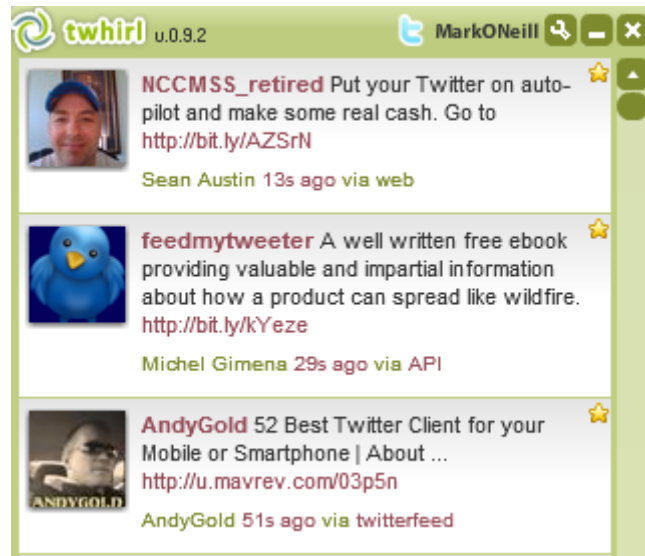 twhirl v.0.9.2 MarkONeill
NCCMSS_retired Put your Twitter on auto-
pilot and make some real cash. Go to
http://bit.ly/AZSrN
Sean Austin 13s ago via web
feedmytweeter A well written free ebook
providing valuable and impartial information
about how a product can spread like wildfire.
http://bit.ly/kYeze
Michel Gimena 29s ago via API
AndyGold 52 Best Twitter Client for your
Mobile or Smartphone | About ...
http://u.mavrev.com/03p5n
ANDYGOLD
AndyGold 51s ago via twitterfeed